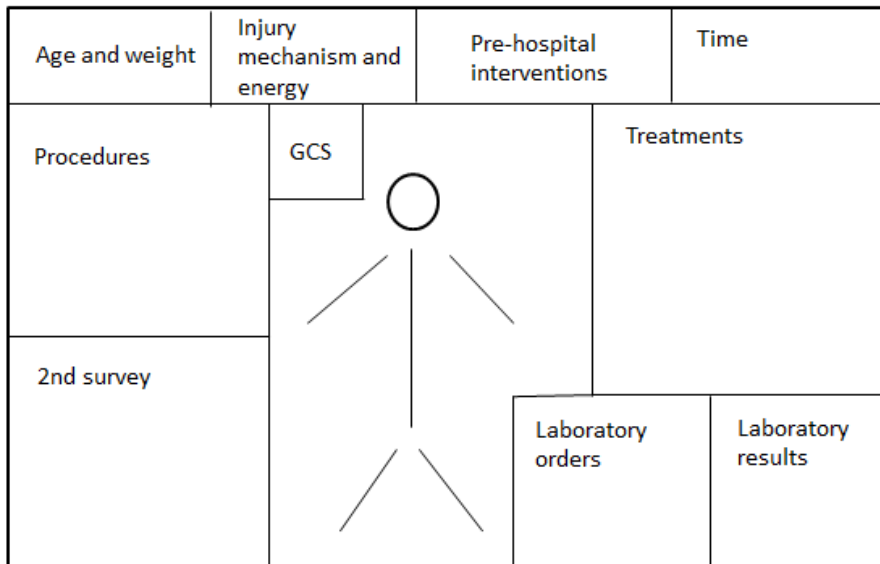 Age and weight
Injury
mechanism and
energy
Pre-hospital
interventions
Time
Procedures
GCS
Treatments
2nd survey
Laboratory
orders
Laboratory
results